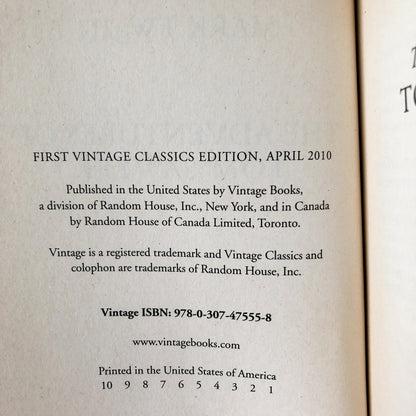 FIRST VINTAGE CLASSICS EDITION, APRIL 2010
Published in the United States by Vintage Books,
a division of Random House, Inc., New York, and in Canada
by Random House of Canada Limited, Toronto.
Vintage is a registered trademark and Vintage Classics and
colophon are trademarks of Random House, Inc.
Vintage ISBN: 978-0-307-47555-8
www.vintagebooks.com
Printed in the United States of America
10 9 8 7 6 5 4 3 2 1